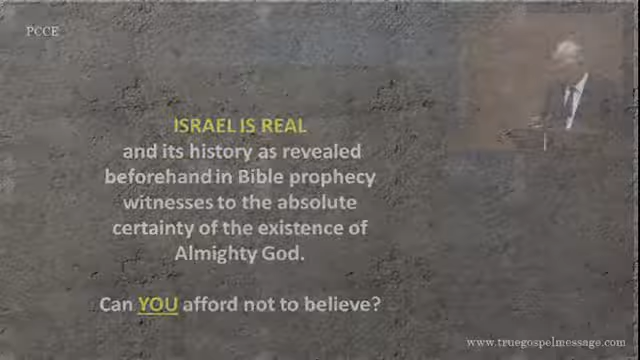 PCCE
ISRAEL IS REAL
and its history as revealed
beforehand in Bible prophecy
witnesses to the absolute
certainty of the existence of
Almighty God.
Can YOU afford not to believe?
www.truegospelmessage.com